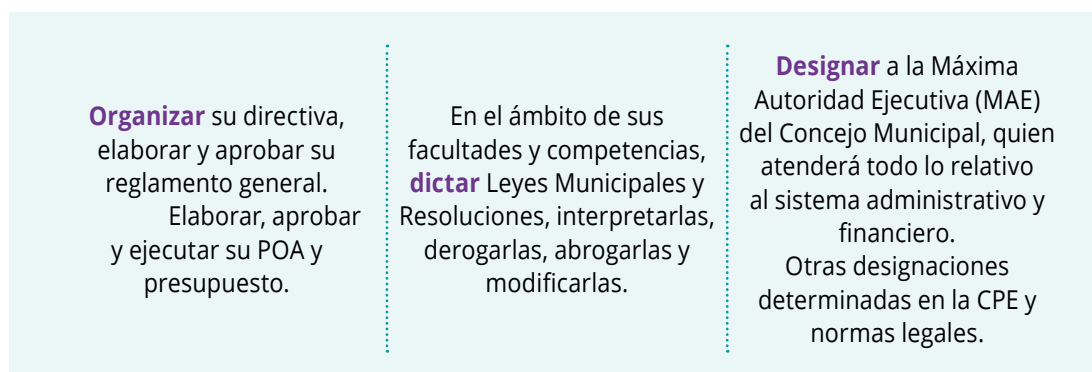 Organizar su directiva,
elaborar y aprobar su
reglamento general.
Elaborar, aprobar
y ejecutar su POA y
presupuesto.
En el ámbito de sus
facultades y competencias,
dictar Leyes Municipales y
Resoluciones, interpretarlas,
derogarlas, abrogarlas y
modificarlas.
Designar a la Máxima
Autoridad Ejecutiva (MAE)
del Concejo Municipal, quien
atenderá todo lo relativo
al sistema administrativo y
financiero.
Otras designaciones
determinadas en la CPE y
normas legales.